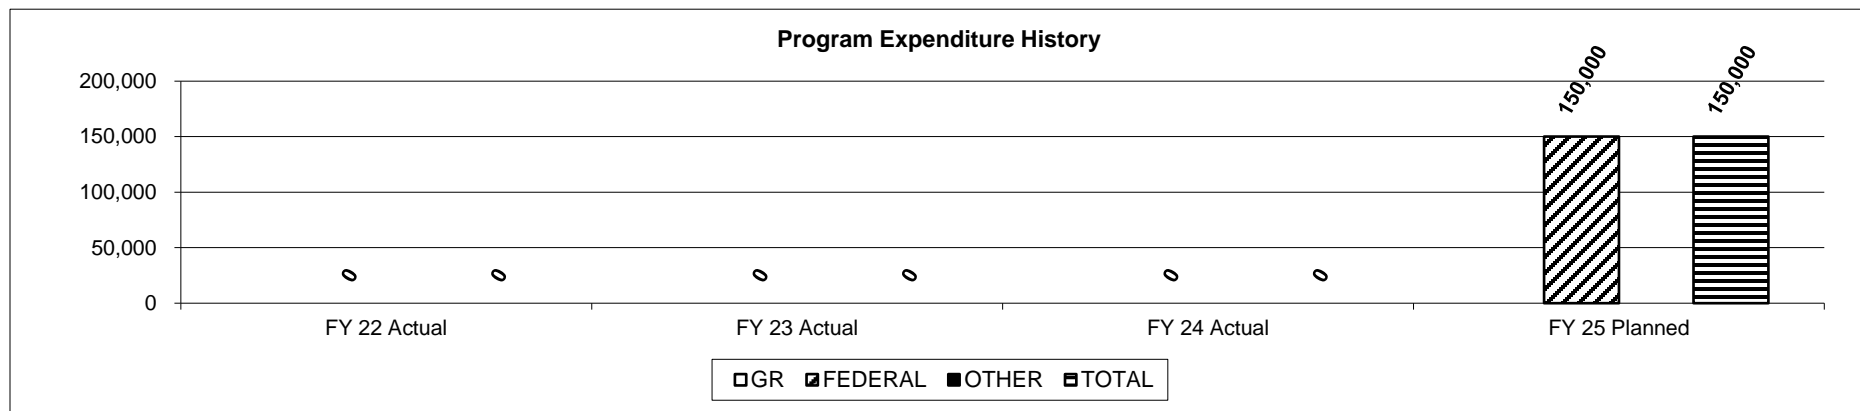 Program Expenditure History
150,000 150,000
200,000
150,000
100,000
50,000
0 0 0 0 0 0
0
FY 22 Actual FY 23 Actual FY 24 Actual FY 25 Planned
GR FEDERAL OTHER TOTAL